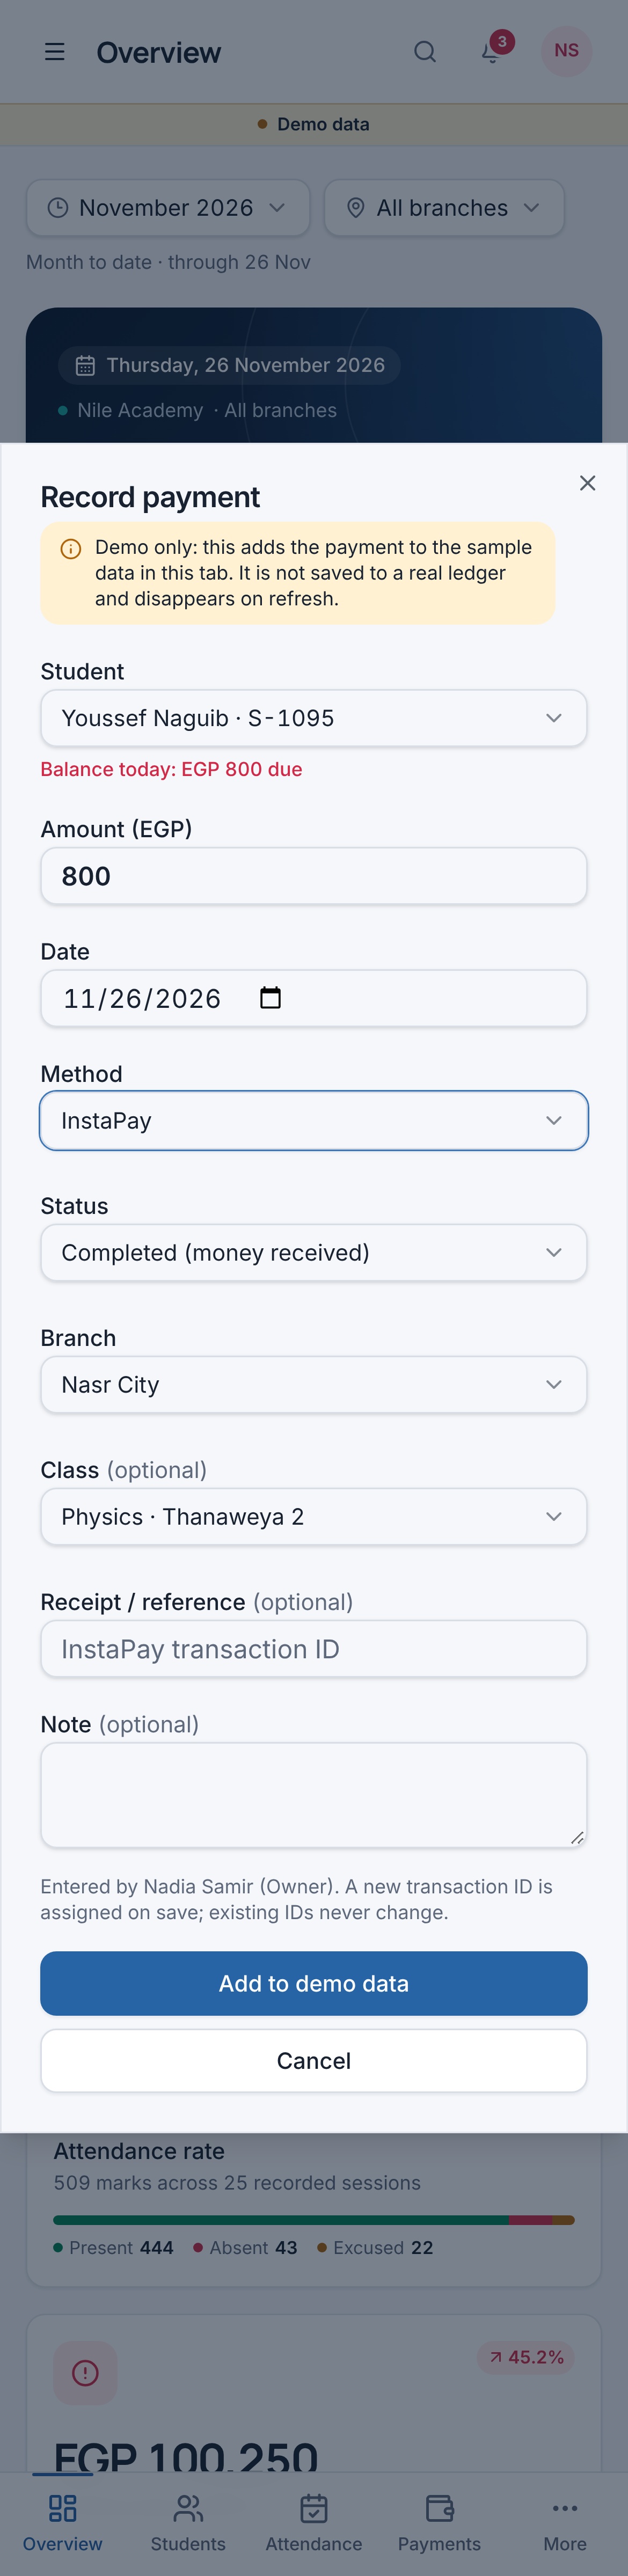 Overview
3
NS
Demo data
November 2026
All branches
Month to date · through 26 Nov
Thursday, 26 November 2026
Nile Academy · All branches
Record payment
Demo only: this adds the payment to the sample
data in this tab. It is not saved to a real ledger
and disappears on refresh.
Student
Youssef Naguib · S-1095
Balance today: EGP 800 due
Amount (EGP)
800
Date
11/26/2026
Method
InstaPay
Status
Completed (money received)
Branch
Nasr City
Class (optional)
Physics · Thanaweya 2
Receipt / reference (optional)
InstaPay transaction ID
Note (optional)
Entered by Nadia Samir (Owner). A new transaction ID is
assigned on save; existing IDs never change.
Add to demo data
Cancel
Attendance rate
509 marks across 25 recorded sessions
Present 444 Absent 43 Excused 22
45.2%
EGP 100,250
Overview Students Attendance Payments More